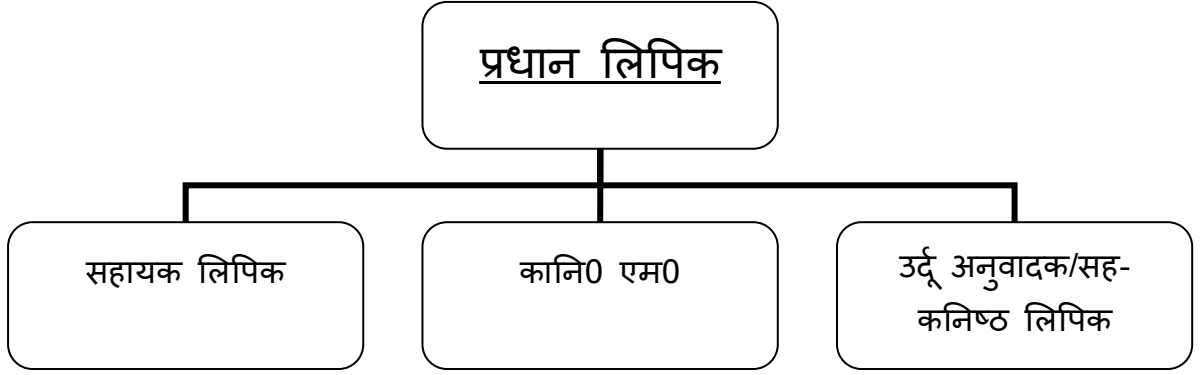 प्रधान लिपिक
सहायक लिपिक
कानि0 एम0
उर्दू अनुवादक/सह-
कनिष्ठ लिपिक